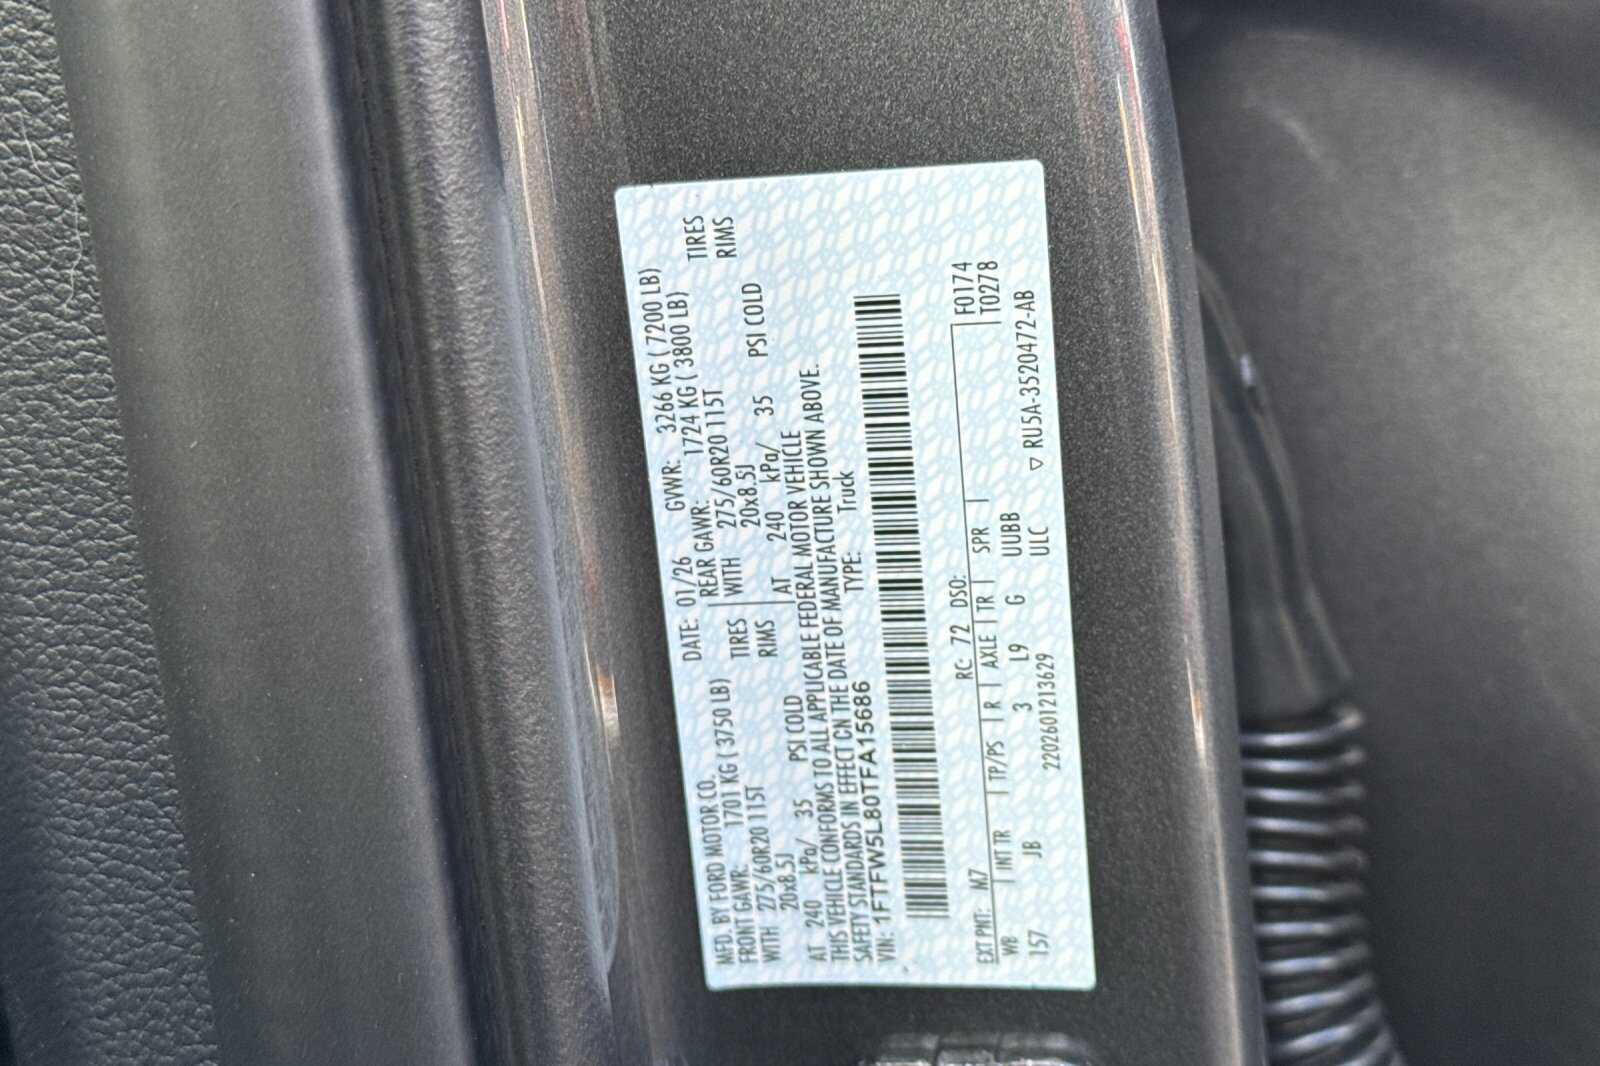 MFD. BY FORD MOTOR CO.
DATE: 01/26 GVWR: 3266 KG ( 7200 LB)
FRONT GAWR: 1701 KG ( 3750 LB) REAR GAWR: 1724 KG ( 3800 LB)
WITH 275/60R20 115T TIRES WITH 275/60R20 115T TIRES
20x8.5J RIMS 20x8.5J RIMS
AT 240 kPa/ 35 PSI COLD AT 240 kPa/ 35 PSI COLD
THIS VEHICLE CONFORMS TO ALL APPLICABLE FEDERAL MOTOR VEHICLE
SAFETY STANDARDS IN EFFECT ON THE DATE OF MANUFACTURE SHOWN ABOVE.
VIN: 1FTFW5L80TFA15686 TYPE: Truck
EXT PNT: M7 RC: 72 DSO: F0174
WB INT TR TP/PS R AXLE TR SPR T0278
157 JB 3 L9 G UUBB
2202601213629 ULC ▽ RU5A-3520472-AB